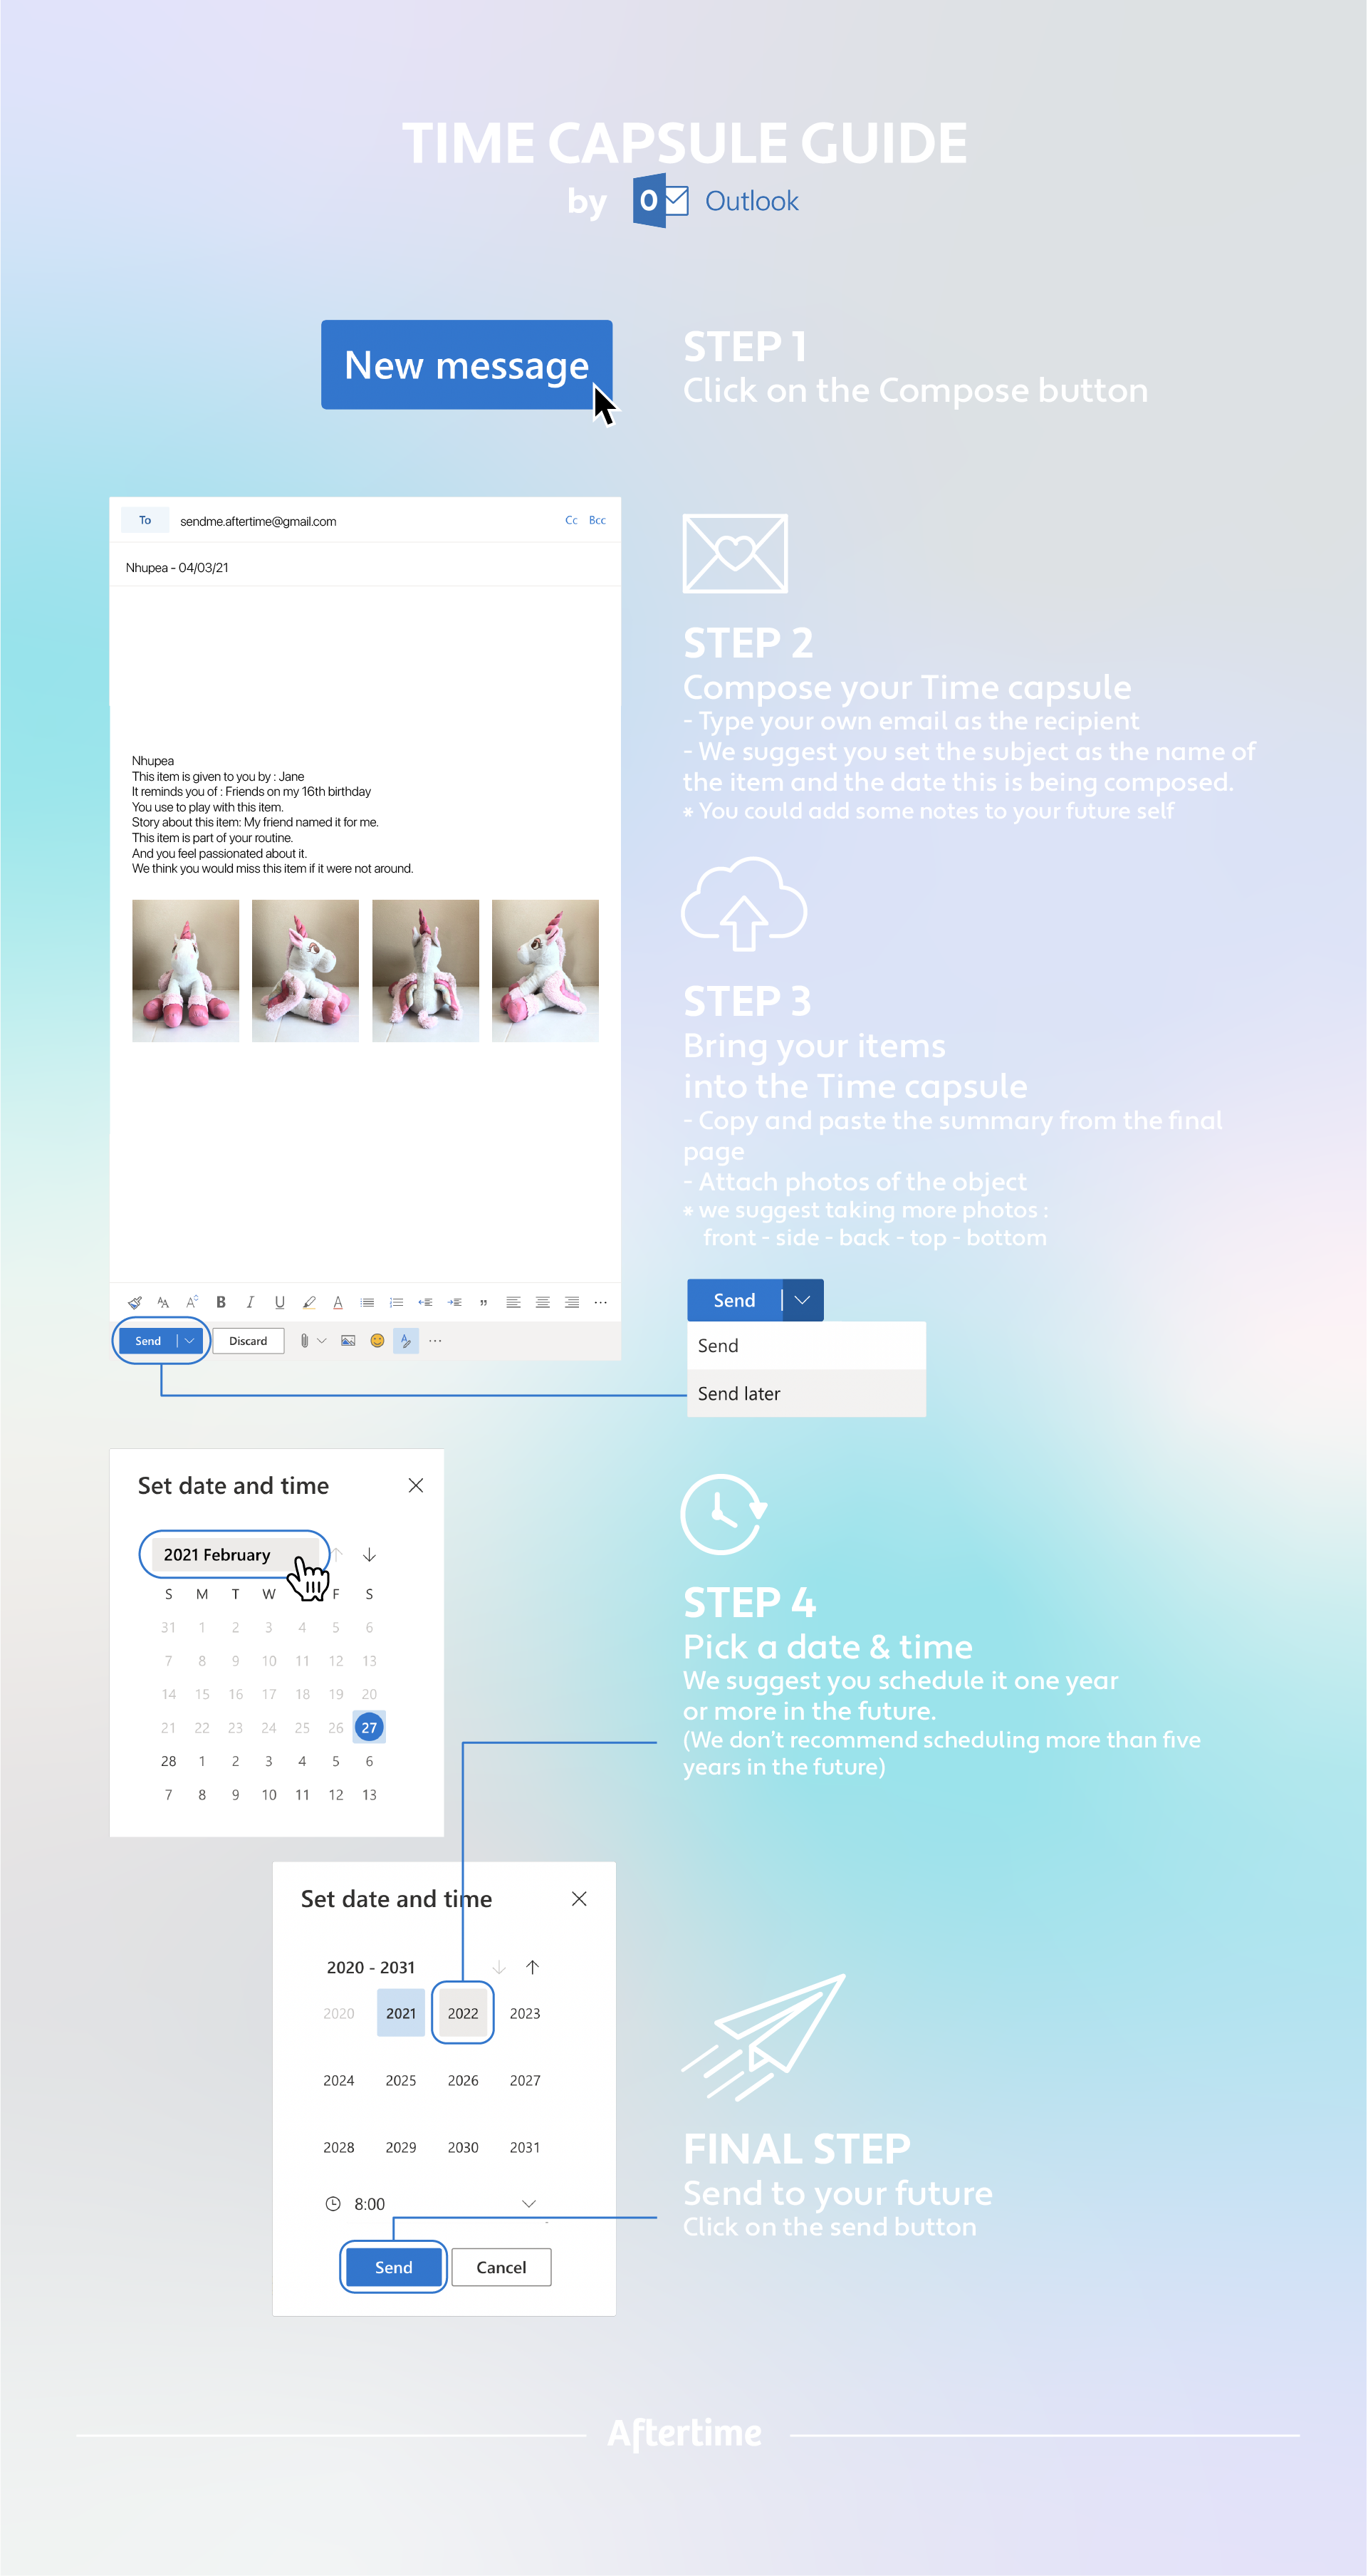 TIME CAPSULE GUIDE
by Outlook
New message
STEP 1
Click on the Compose button
To sendme.aftertime@gmail.com Cc Bcc
Nhupea - 04/03/21
Nhupea
This item is given to you by : Jane
It reminds you of : Friends on my 16th birthday
You use to play with this item.
Story about this item: My friend named it for me.
This item is part of your routine.
And you feel passionated about it.
We think you would miss this item if it were not around.
Send Discard
STEP 2
Compose your Time capsule
- Type your own email as the recipient
- We suggest you set the subject as the name of
the item and the date this is being composed.
* You could add some notes to your future self
STEP 3
Bring your items
into the Time capsule
- Copy and paste the summary from the final
page
- Attach photos of the object
* we suggest taking more photos :
front - side - back - top - bottom
Send
Send
Send later
Set date and time
2021 February
S M T W F S
31 1 2 3 4 5 6
7 8 9 10 11 12 13
14 15 16 17 18 19 20
21 22 23 24 25 26 27
28 1 2 3 4 5 6
7 8 9 10 11 12 13
STEP 4
Pick a date & time
We suggest you schedule it one year
or more in the future.
(We don't recommend scheduling more than five
years in the future)
Set date and time
2020 - 2031
2020 2021 2022 2023
2024 2025 2026 2027
2028 2029 2030 2031
8:00
Send Cancel
FINAL STEP
Send to your future
Click on the send button
Aftertime